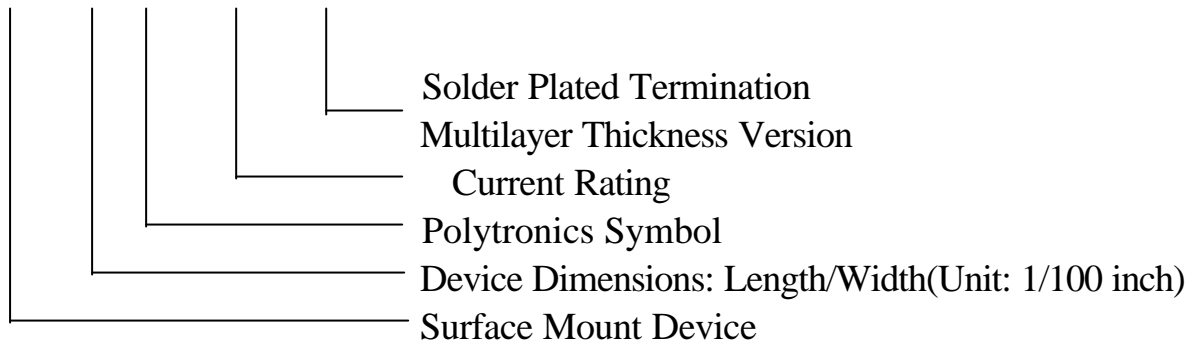 Solder Plated Termination
Multilayer Thickness Version
Current Rating
Polytronics Symbol
Device Dimensions: Length/Width(Unit: 1/100 inch)
Surface Mount Device